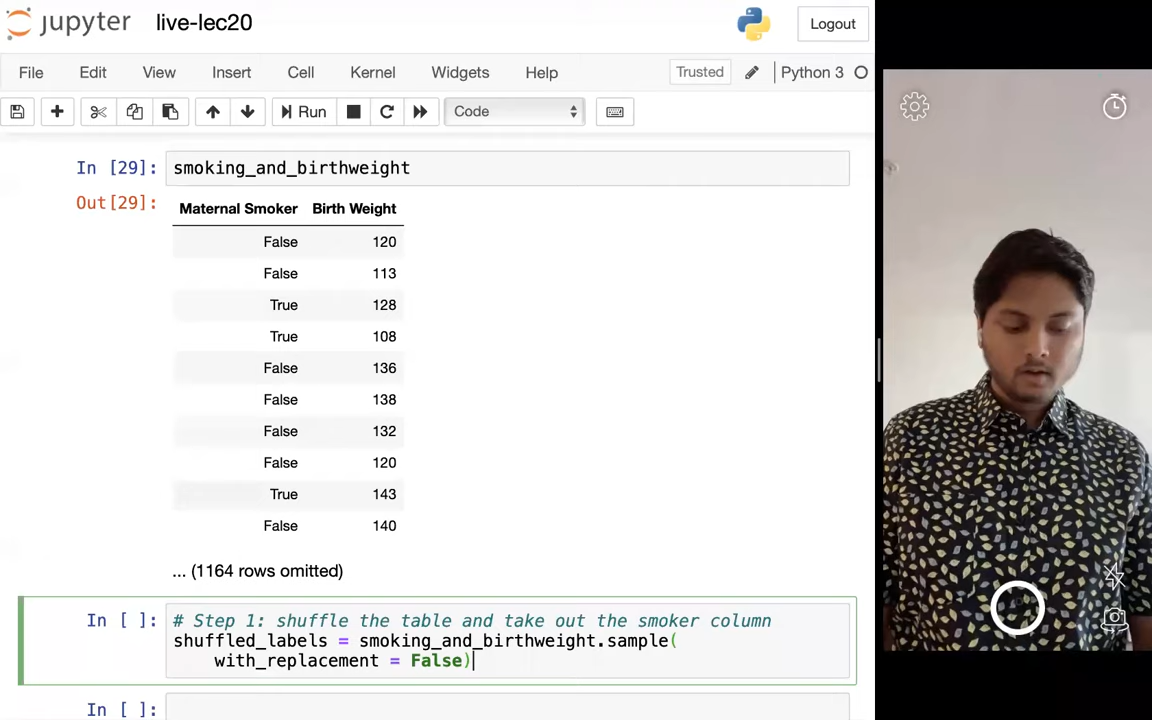 jupyter live-lec20 Logout
File Edit View Insert Cell Kernel Widgets Help Trusted Python 3
Run Code
In [29]: smoking_and_birthweight
Out[29]:
Maternal Smoker Birth Weight
False 120
False 113
True 128
True 108
False 136
False 138
False 132
False 120
True 143
False 140
... (1164 rows omitted)
In [ ]: # Step 1: shuffle the table and take out the smoker column
shuffled_labels = smoking_and_birthweight.sample(
with_replacement = False)
In [ ]: